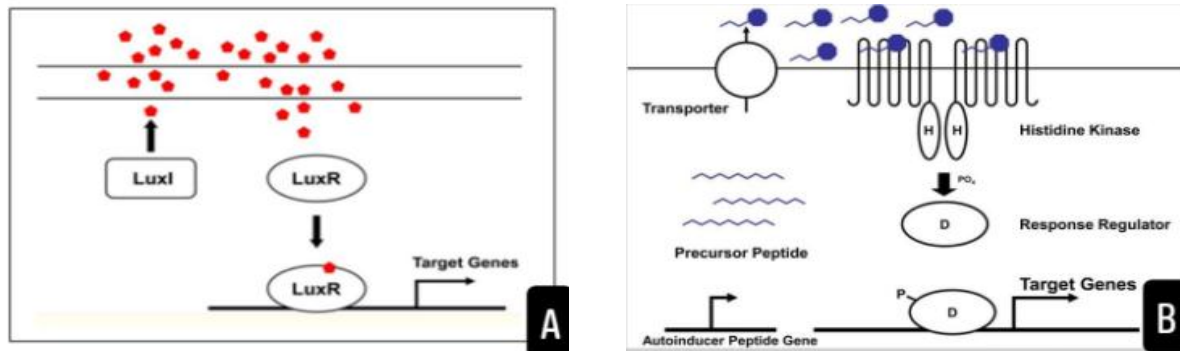 LuxI
LuxR
Target Genes
LuxR
A
Transporter
H H
Histidine Kinase
PO₄
D
Response Regulator
Precursor Peptide
Target Genes
P
D
Autoinducer Peptide Gene
B